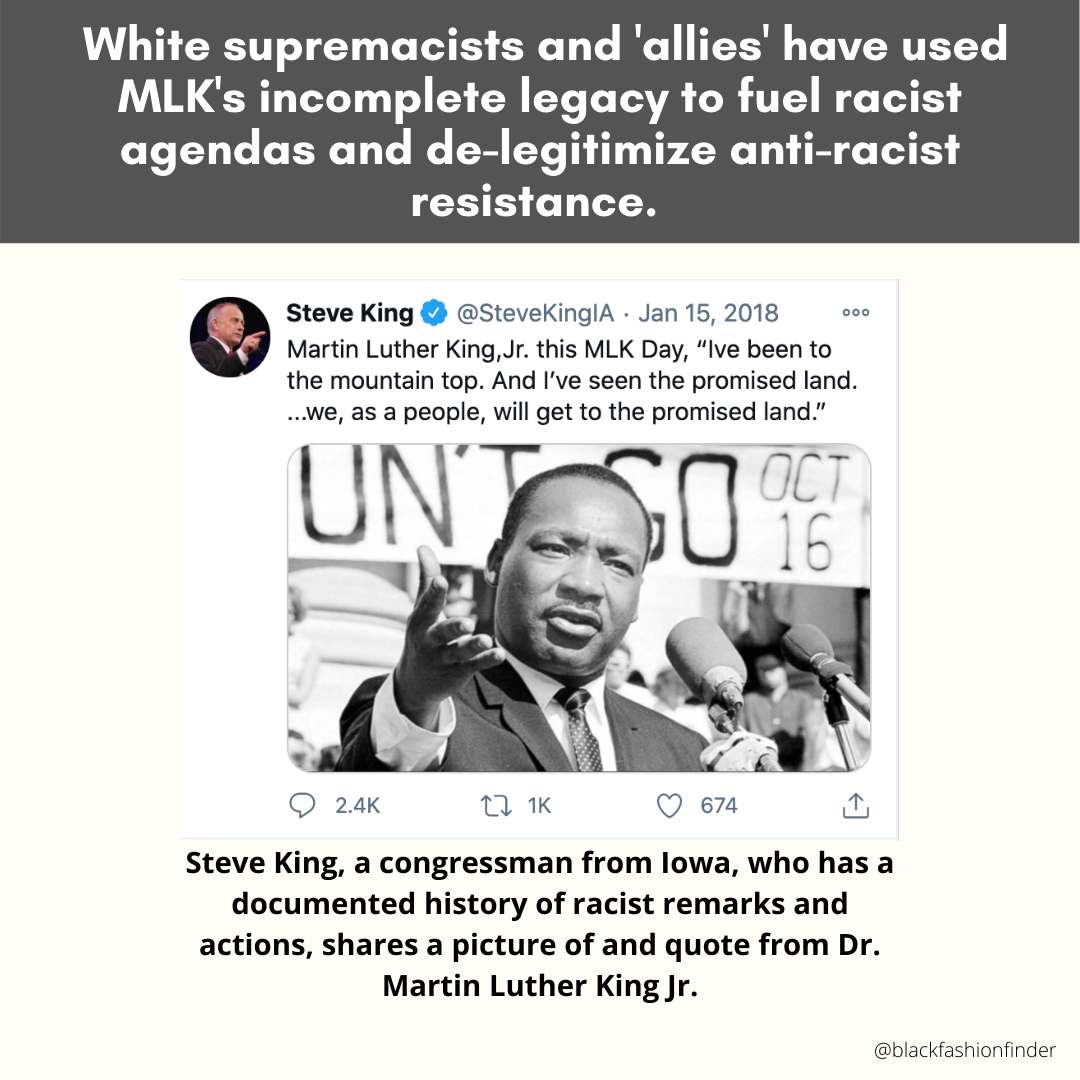 White supremacists and 'allies' have used
MLK's incomplete legacy to fuel racist
agendas and de-legitimize anti-racist
resistance.
Steve King @SteveKingIA · Jan 15, 2018
Martin Luther King,Jr. this MLK Day, “Ive been to
the mountain top. And I’ve seen the promised land.
...we, as a people, will get to the promised land.”
UN'T GO OCT
16
2.4K 1K 674
Steve King, a congressman from Iowa, who has a
documented history of racist remarks and
actions, shares a picture of and quote from Dr.
Martin Luther King Jr.
@blackfashionfinder